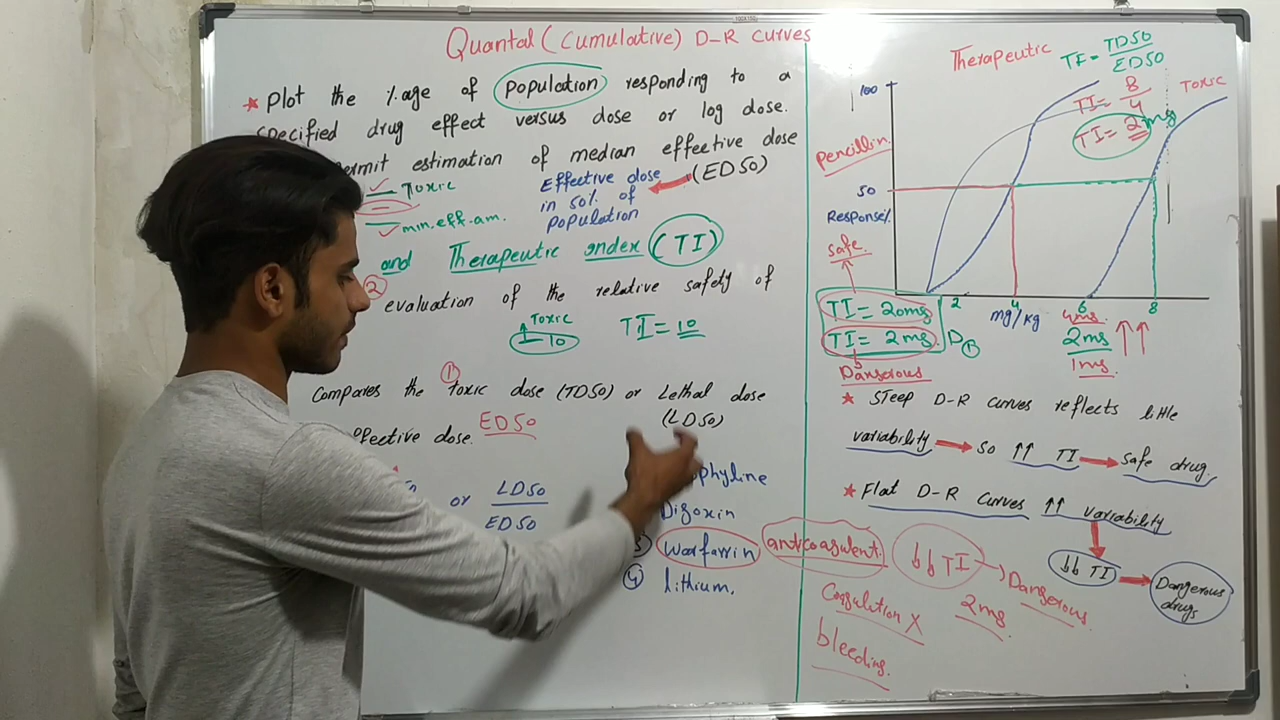 Quantal (Cumulative) D-R Curves
* Plot the %age of population responding to a
specified drug effect versus dose or log dose.
permit estimation of median effective dose
(ED50)
Toxic
min.eff.am.
Effective dose
in 50% of
population
and Therapeutic index (TI)
② evaluation of the relative safety of
Toxic
10
TI = 10
①
Compares the toxic dose (TD50) or Lethal dose
(LD50)
effective dose. ED50
or LD50
ED50
phyline
Digoxin
Warfarrin anticoagulent
④ lithium.
Therapeutic TI = TD50
ED50
TI = 8
4
TI = 2mg
Toxic
100
Pencillin
50
Response%
safe
2 4 6 8
mg/kg
TI = 20mg
TI = 2mg D①
Dangerous
4mg
2mg ↑↑
1mg
* Steep D-R curves reflects little
variability → so ↑↑ TI → safe drug.
* Flat D-R Curves ↑↑ variability
↓↓ TI → Dangerous
drugs
↓↓ TI → Dangerous
2mg
Coagulution X
bleeding.